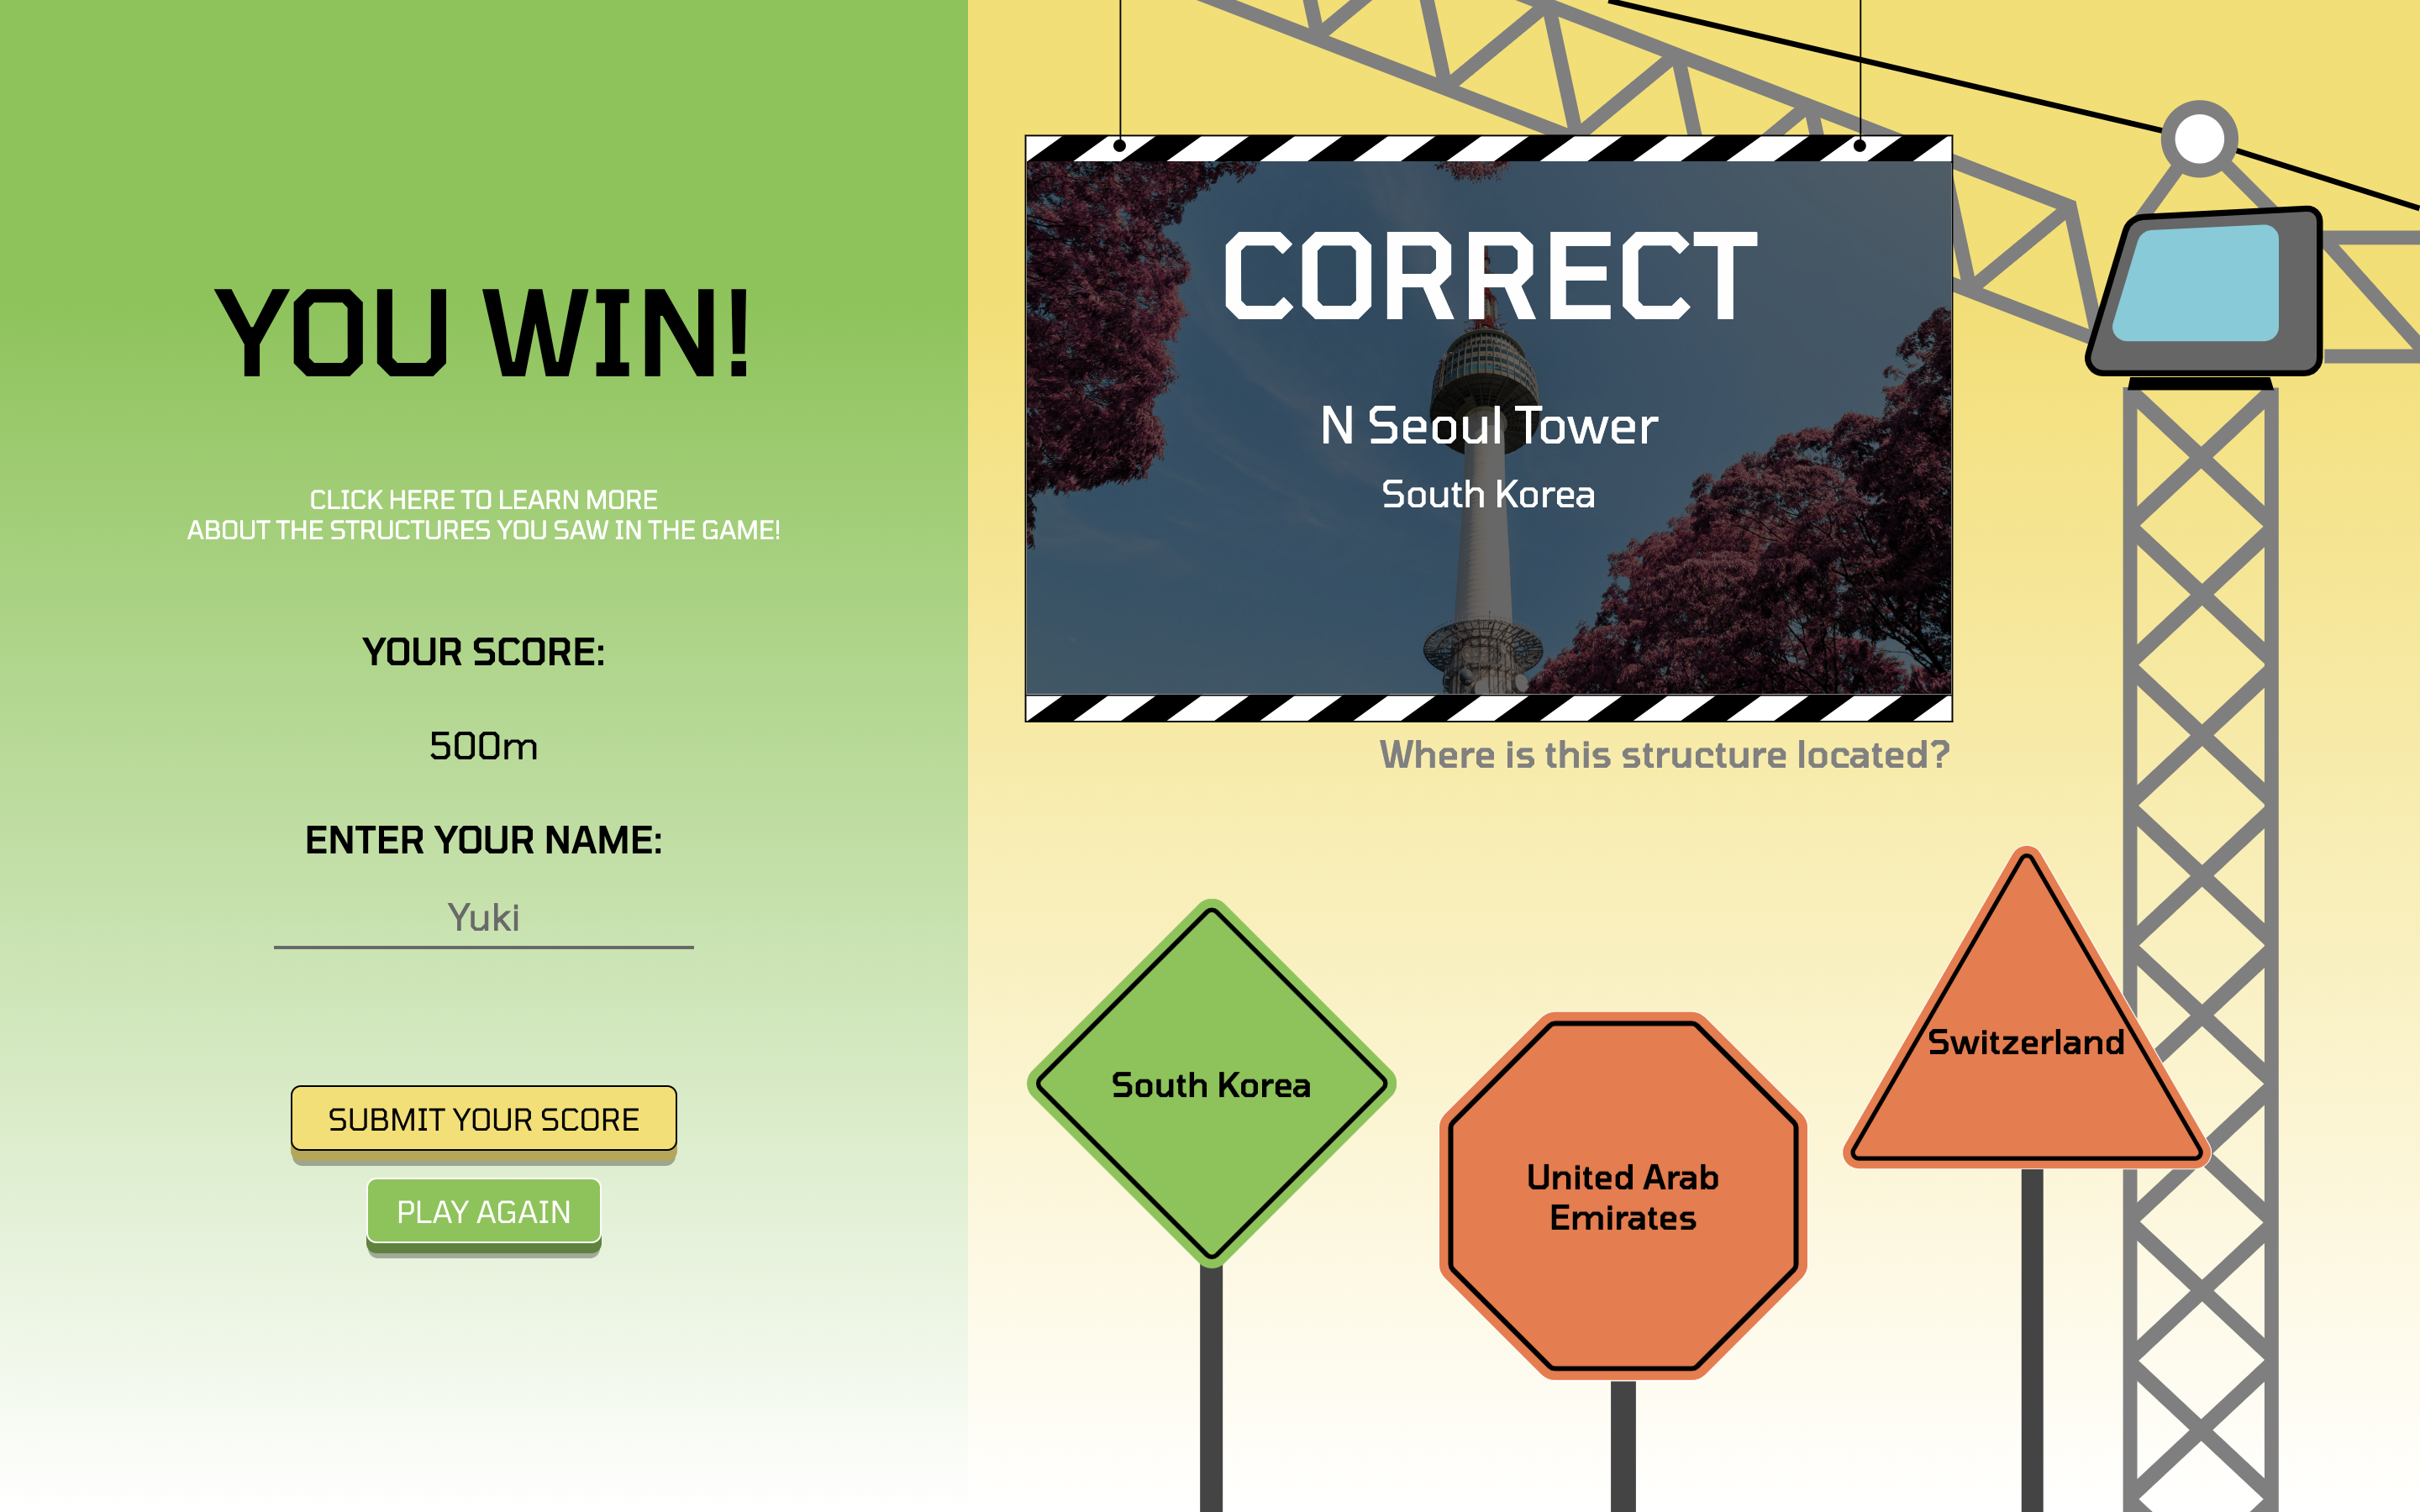 YOU WIN!
CLICK HERE TO LEARN MORE
ABOUT THE STRUCTURES YOU SAW IN THE GAME!
YOUR SCORE:
500m
ENTER YOUR NAME:
Yuki
SUBMIT YOUR SCORE
PLAY AGAIN
CORRECT
N Seoul Tower
South Korea
Where is this structure located?
South Korea
United Arab
Emirates
Switzerland